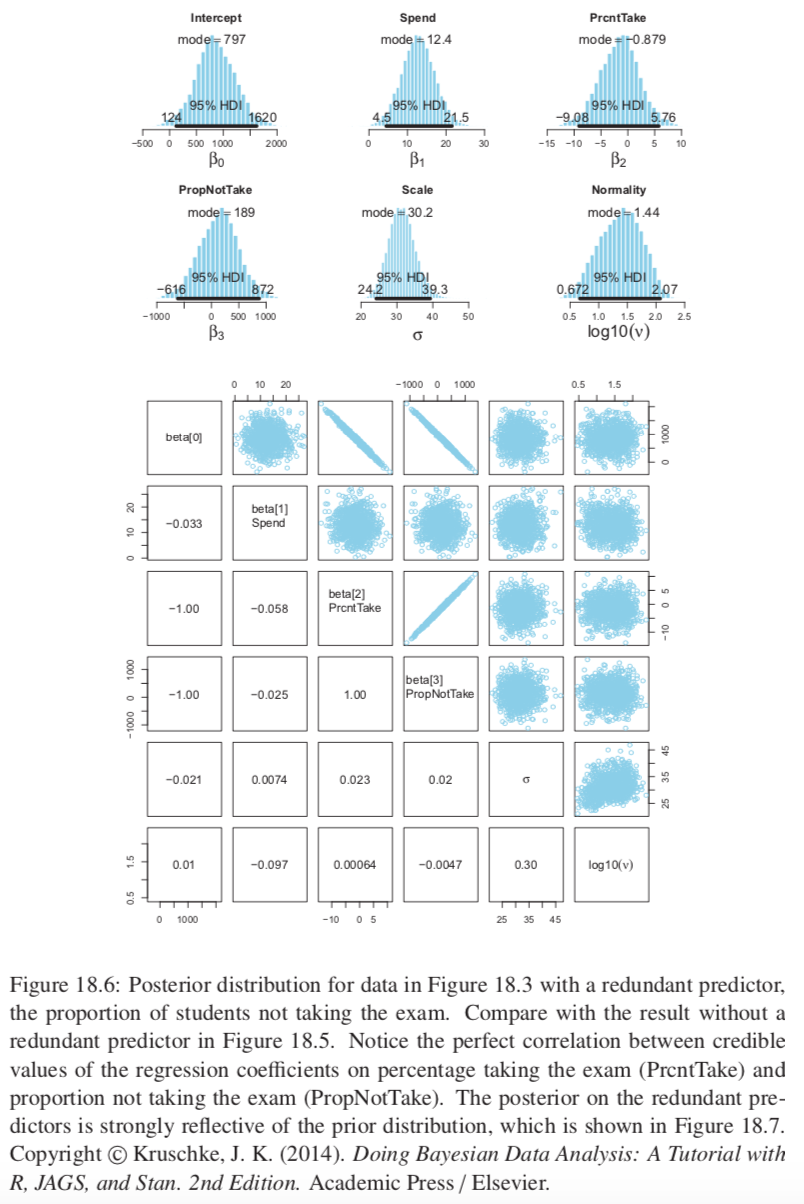 Intercept Spend PrcntTake
mode = 797 mode = 12.4 mode = −0.879
95% HDI 95% HDI 95% HDI
124 1620 4.5 21.5 −9.08 5.76
−500 0 500 1000 2000 0 10 20 30 −15 −10 −5 0 5 10
β0 β1 β2
PropNotTake Scale Normality
mode = 189 mode = 30.2 mode = 1.44
95% HDI 95% HDI 95% HDI
−616 872 24.2 39.3 0.672 2.07
−1000 0 500 1000 20 30 40 50 0.5 1.0 1.5 2.0 2.5
β3 σ log10(ν)
0 10 20 −1000 0 1000 0.5 1.5
beta[0] 0 1000
0 10 20 −0.033 beta[1]
Spend
−1.00 −0.058 beta[2]
PrcntTake −10 0 5
−1000 0 1000 −1.00 −0.025 1.00 beta[3]
PropNotTake
−0.021 0.0074 0.023 0.02 σ 25 35 45
0.5 1.5 0.01 −0.097 0.00064 −0.0047 0.30 log10(ν)
0 1000 −10 0 5 25 35 45
Figure 18.6: Posterior distribution for data in Figure 18.3 with a redundant predictor,
the proportion of students not taking the exam. Compare with the result without a
redundant predictor in Figure 18.5. Notice the perfect correlation between credible
values of the regression coefficients on percentage taking the exam (PrcntTake) and
proportion not taking the exam (PropNotTake). The posterior on the redundant pre-
dictors is strongly reflective of the prior distribution, which is shown in Figure 18.7.
Copyright © Kruschke, J. K. (2014). Doing Bayesian Data Analysis: A Tutorial with
R, JAGS, and Stan. 2nd Edition. Academic Press / Elsevier.